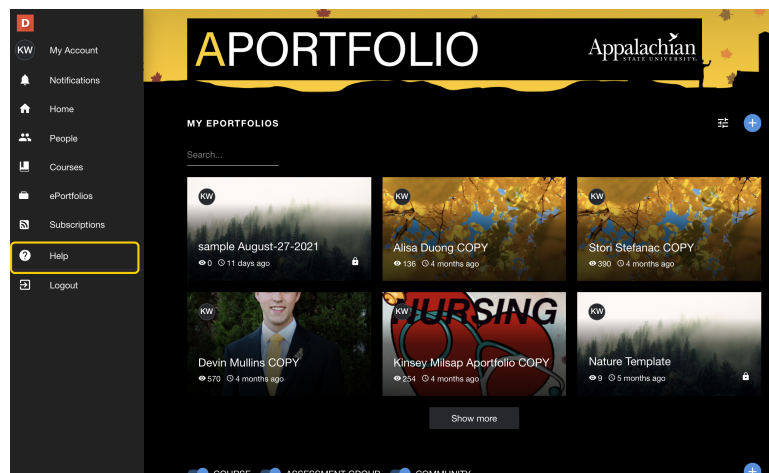 D
KW My Account
Notifications
Home
People
Courses
ePortfolios
Subscriptions
Help
Logout
APORTFOLIO
Appalachian
STATE UNIVERSITY.
MY EPORTFOLIOS
Search...
KW
sample August-27-2021
0 11 days ago
KW
Alisa Duong COPY
136 4 months ago
KW
Stori Stefanac COPY
390 4 months ago
KW
Devin Mullins COPY
570 4 months ago
NURSING
KW
Kinsey Milsap Aportfolio COPY
254 4 months ago
KW
Nature Template
9 5 months ago
Show more
COURSE ASSESSMENT GROUP COMMUNITY